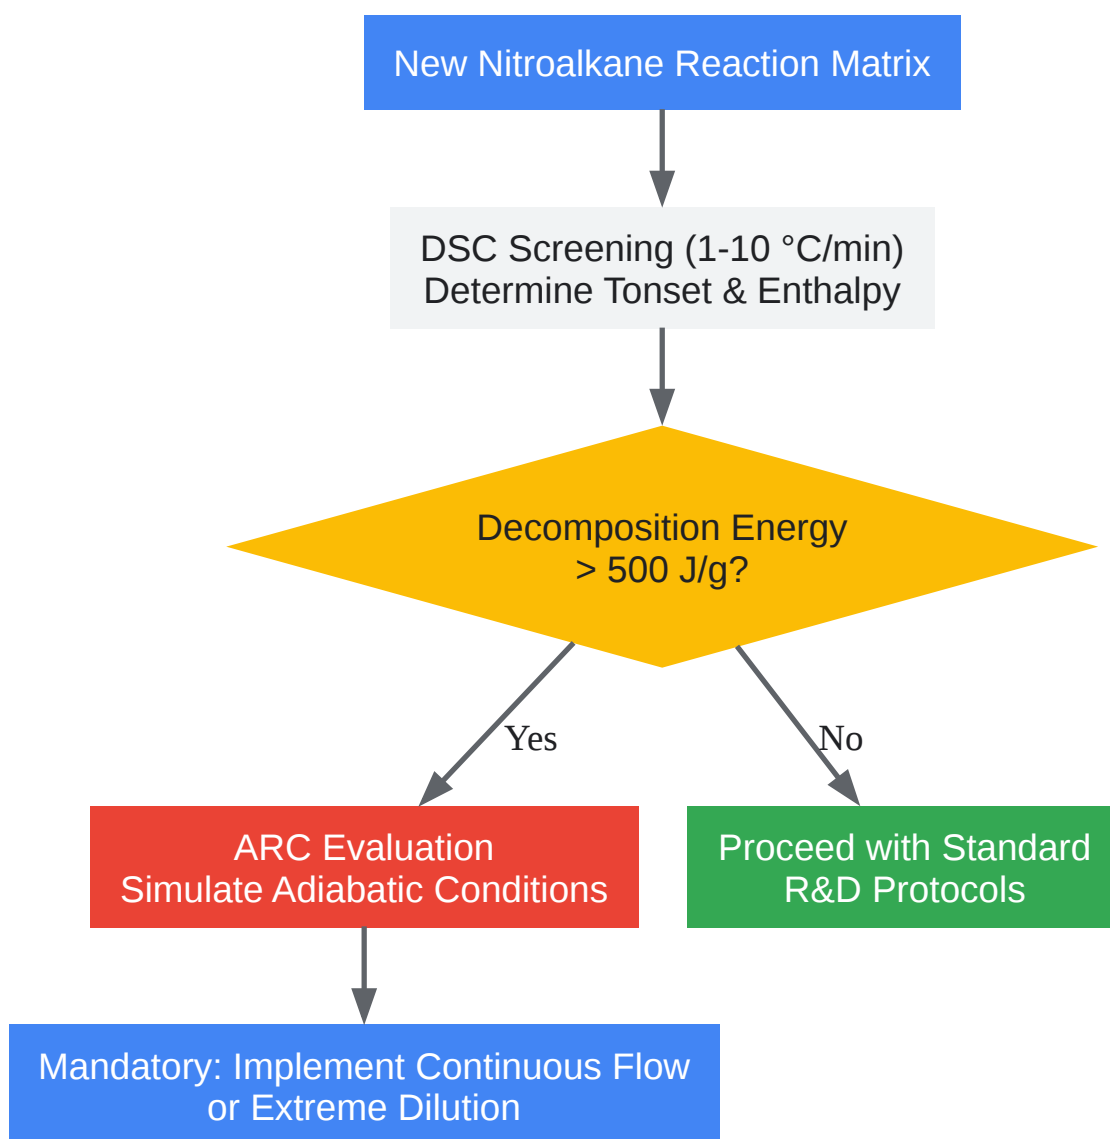 New Nitroalkane Reaction Matrix
DSC Screening (1-10 °C/min)
Determine Tonset & Enthalpy
Decomposition Energy
> 500 J/g?
Yes
No
ARC Evaluation
Simulate Adiabatic Conditions
Proceed with Standard
R&D Protocols
Mandatory: Implement Continuous Flow
or Extreme Dilution